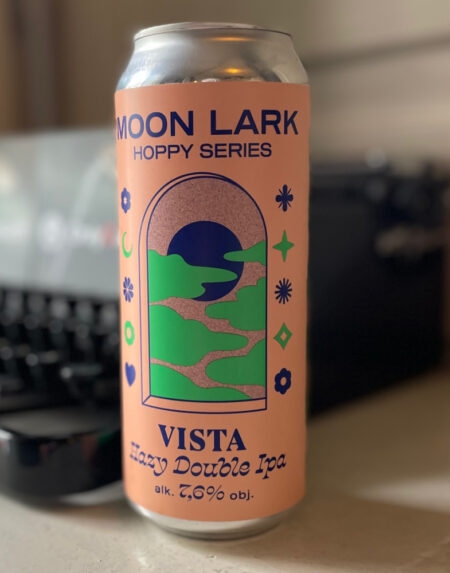 MOON LARK
HOPPY SERIES
VISTA
Hazy Double Ipa
alk. 7,6% obj.